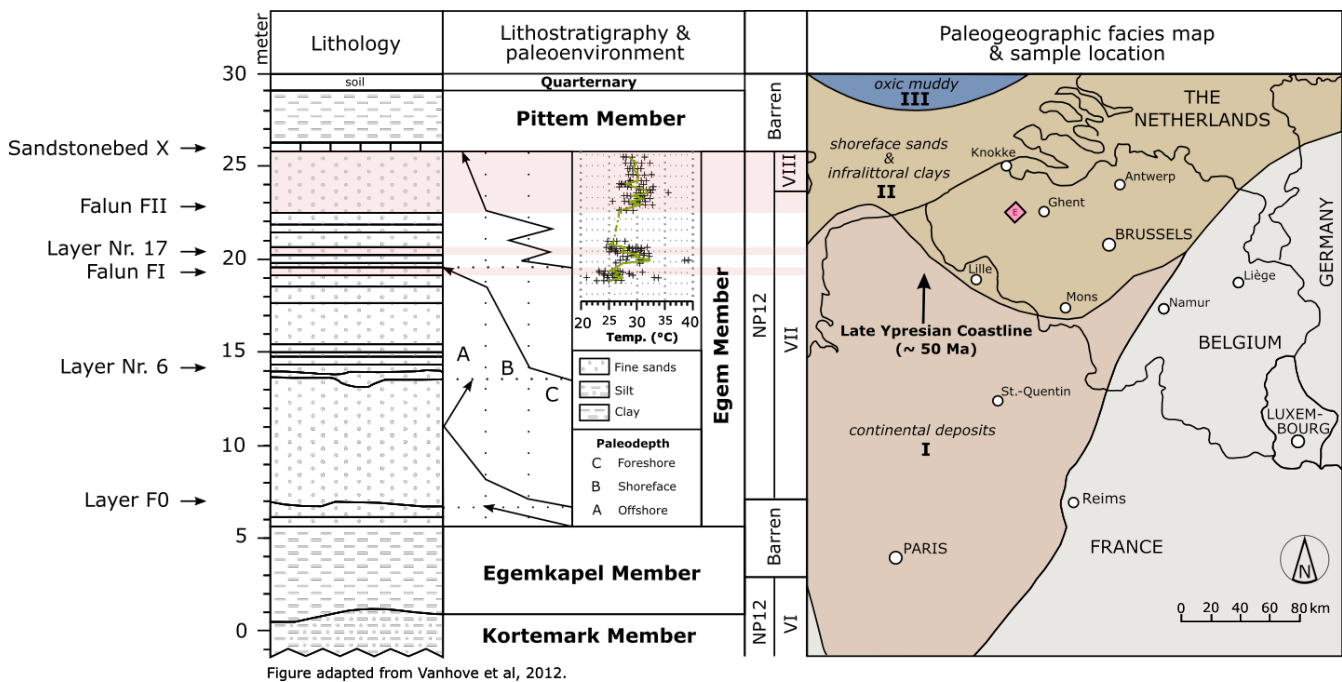 meter
Lithology
Lithostratigraphy &
paleoenvironment
Paleogeographic facies map
& sample location
30
25
20
15
10
5
0
Sandstonebed X
Falun FII
Layer Nr. 17
Falun FI
Layer Nr. 6
Layer F0
soil
Quarternary
Pittem Member
Egem Member
Egemkapel Member
Kortemark Member
A
B
C
20 25 30 35 40
Temp. (°C)
Fine sands
Silt
Clay
Paleodepth
C Foreshore
B Shoreface
A Offshore
Barren
VIII
NP12
VII
Barren
NP12
VI
oxic muddy
III
THE
NETHERLANDS
shoreface sands
&
infralittoral clays
II
Knokke
Antwerp
Ghent
E
BRUSSELS
GERMANY
Lille
Liège
Mons
Namur
Late Ypresian Coastline
(~ 50 Ma)
BELGIUM
St.-Quentin
LUXEM-
BOURG
continental deposits
I
Reims
PARIS
FRANCE
N
0 20 40 60 80 km
Figure adapted from Vanhove et al, 2012.